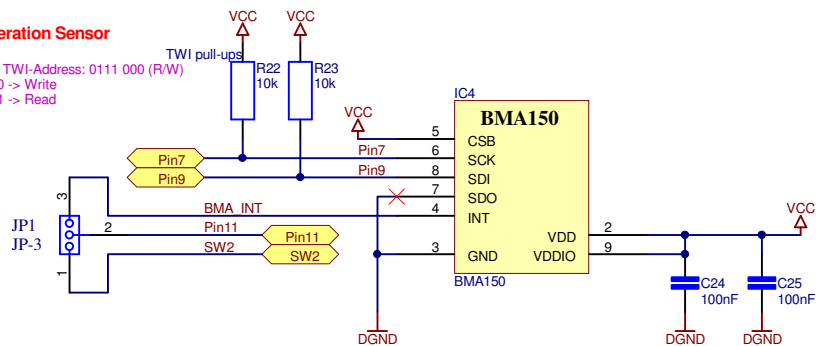 eration Sensor
TWI-Address: 0111 000 (R/W)
0 -> Write
1 -> Read
TWI pull-ups
VCC
VCC
R22
10k
R23
10k
VCC
IC4
BMA150
5
CSB
Pin7
Pin7
6
SCK
Pin9
Pin9
8
SDI
7
SDO
BMA_INT
4
INT
3
GND
VDD
2
VDDIO
9
BMA150
VCC
JP1
JP-3
3
2
1
Pin11
Pin11
SW2
SW2
C24
100nF
C25
100nF
DGND
DGND
DGND